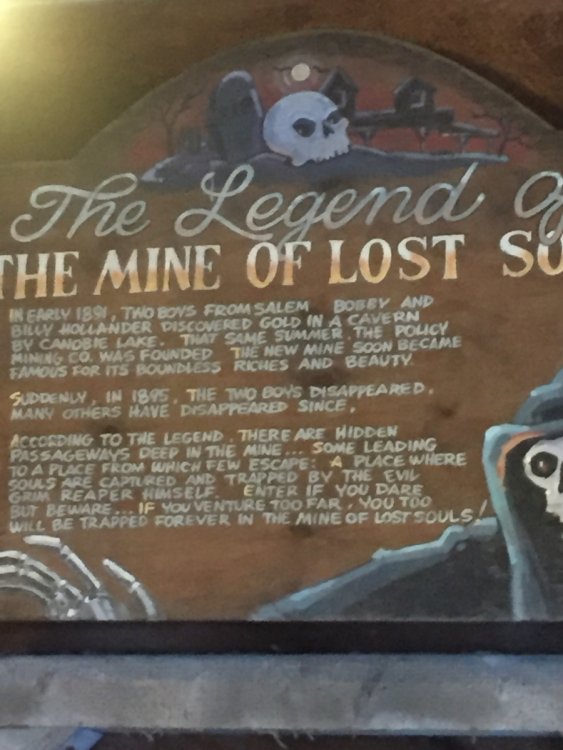 The Legend Of
THE MINE OF LOST SOU
IN EARLY 1891, TWO BOYS FROM SALEM BOBBY AND
BILLY HOLLANDER DISCOVERED GOLD IN A CAVERN
BY CANOBIE LAKE. THAT SAME SUMMER THE POLICY
MINING CO. WAS FOUNDED THE NEW MINE SOON BECAME
FAMOUS FOR ITS BOUNDLESS RICHES AND BEAUTY.
SUDDENLY, IN 1895, THE TWO BOYS DISAPPEARED.
MANY OTHERS HAVE DISAPPEARED SINCE.
ACCORDING TO THE LEGEND, THERE ARE HIDDEN
PASSAGEWAYS DEEP IN THE MINE... SOME LEADING
TO A PLACE FROM WHICH FEW ESCAPE: A PLACE WHERE
SOULS ARE CAPTURED AND TRAPPED BY THE EVIL
GRIM REAPER HIMSELF. ENTER IF YOU DARE
BUT BEWARE... IF YOU VENTURE TOO FAR, YOU TOO
WILL BE TRAPPED FOREVER IN THE MINE OF LOST SOULS!